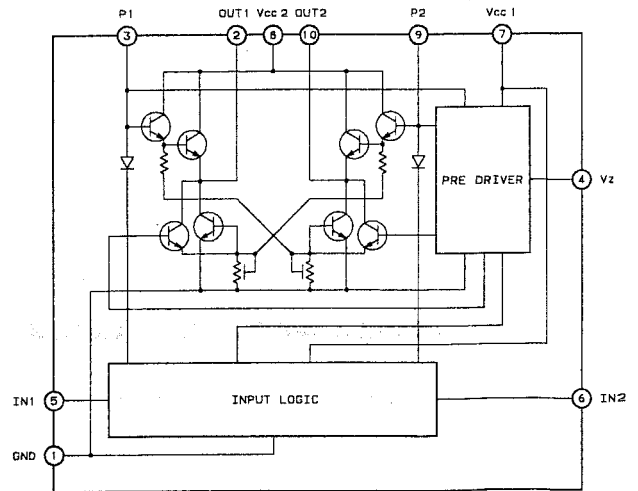 P1 OUT1 Vcc 2 OUT2 P2 Vcc 1
3 2 8 10 9 7
PRE DRIVER
4 Vz
IN1 5 INPUT LOGIC 6 IN2
GND 1